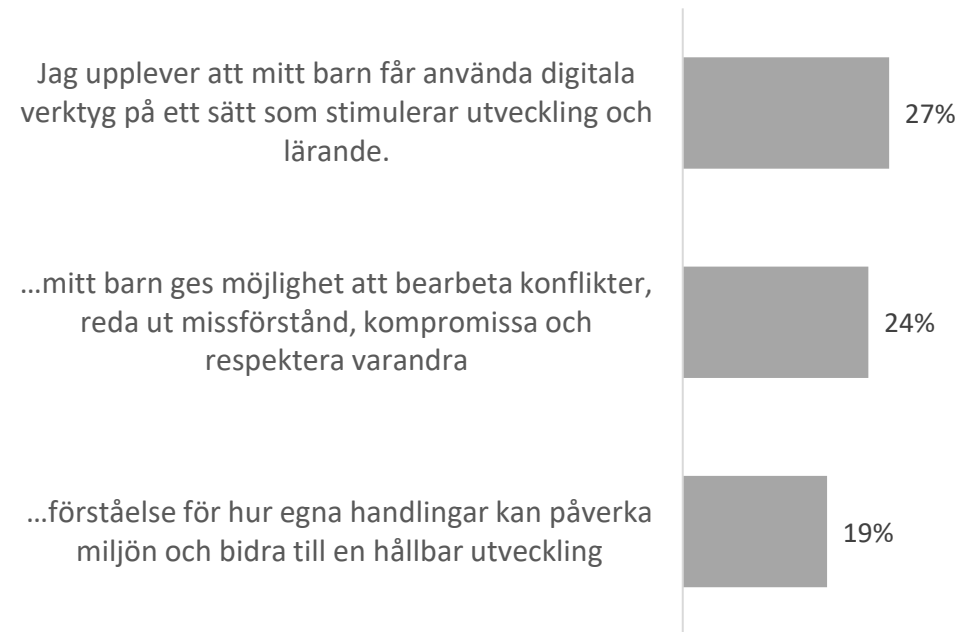 Jag upplever att mitt barn får använda digitala
verktyg på ett sätt som stimulerar utveckling och
lärande.
27%
…mitt barn ges möjlighet att bearbeta konflikter,
reda ut missförstånd, kompromissa och
respektera varandra
24%
…förståelse för hur egna handlingar kan påverka
miljön och bidra till en hållbar utveckling
19%